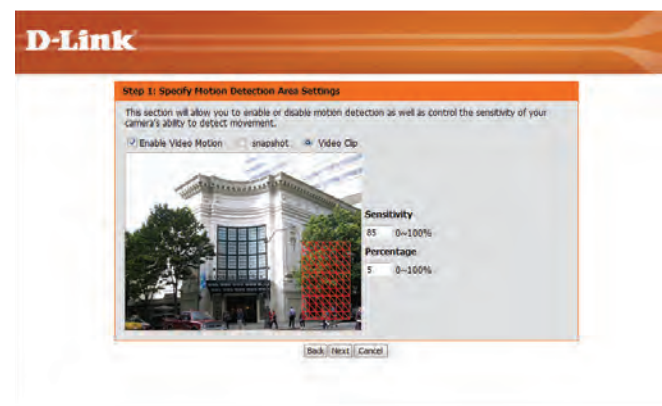 D-Link
Step 1: Specify Motion Detection Area Settings
This section will allow you to enable or disable motion detection as well as control the sensitivity of your
camera's ability to detect movement.
Enable Video Motion snapshot Video Clip
Sensitivity
85 0~100%
Percentage
5 0~100%
Back Next Cancel